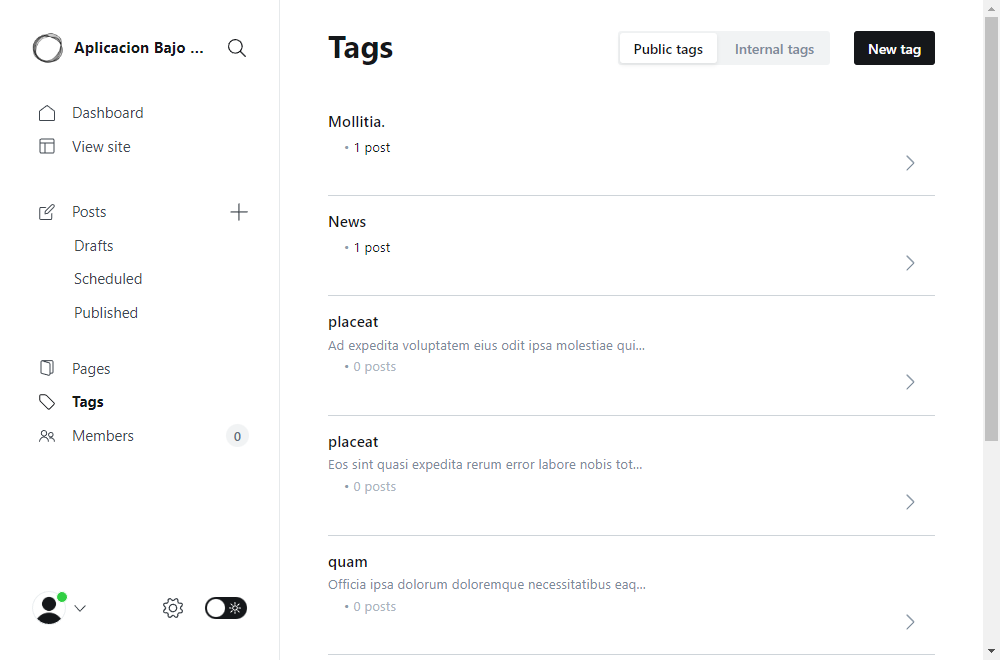 Aplicacion Bajo ...
Dashboard
View site
Posts
Drafts
Scheduled
Published
Pages
Tags
Members
0
Tags
Public tags
Internal tags
New tag
Mollitia.
• 1 post
News
• 1 post
placeat
Ad expedita voluptatem eius odit ipsa molestiae qui...
• 0 posts
placeat
Eos sint quasi expedita rerum error labore nobis tot...
• 0 posts
quam
Officia ipsa dolorum doloremque necessitatibus eaq...
• 0 posts